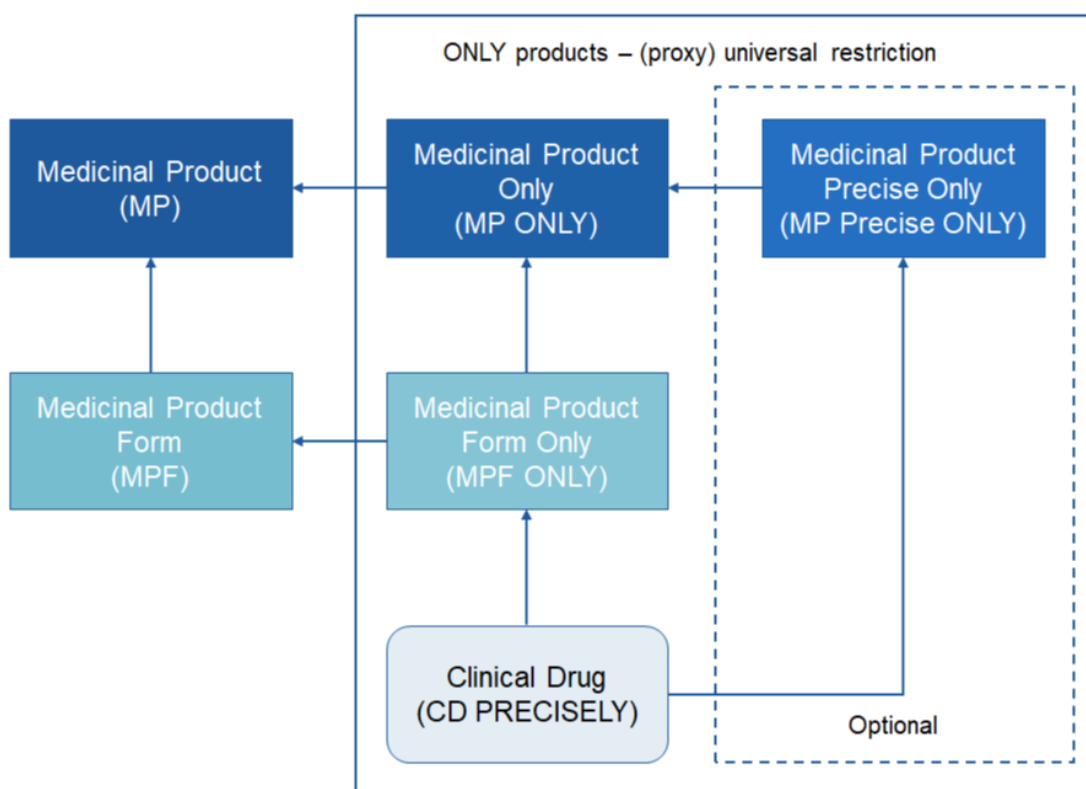 ONLY products – (proxy) universal restriction
Medicinal Product
(MP)
Medicinal Product
Only
(MP ONLY)
Medicinal Product
Precise Only
(MP Precise ONLY)
Medicinal Product
Form
(MPF)
Medicinal Product
Form Only
(MPF ONLY)
Clinical Drug
(CD PRECISELY)
Optional